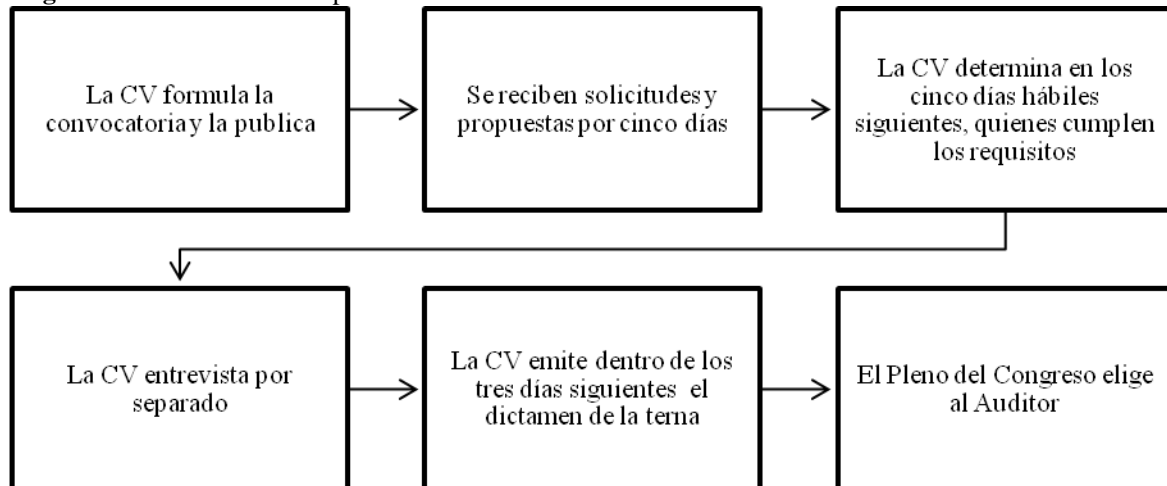 La CV formula la
convocatoria y la publica
Se reciben solicitudes y
propuestas por cinco días
La CV determina en los
cinco días hábiles
siguientes, quienes cumplen
los requisitos
La CV entrevista por
separado
La CV emite dentro de los
tres días siguientes el
dictamen de la terna
El Pleno del Congreso elige
al Auditor